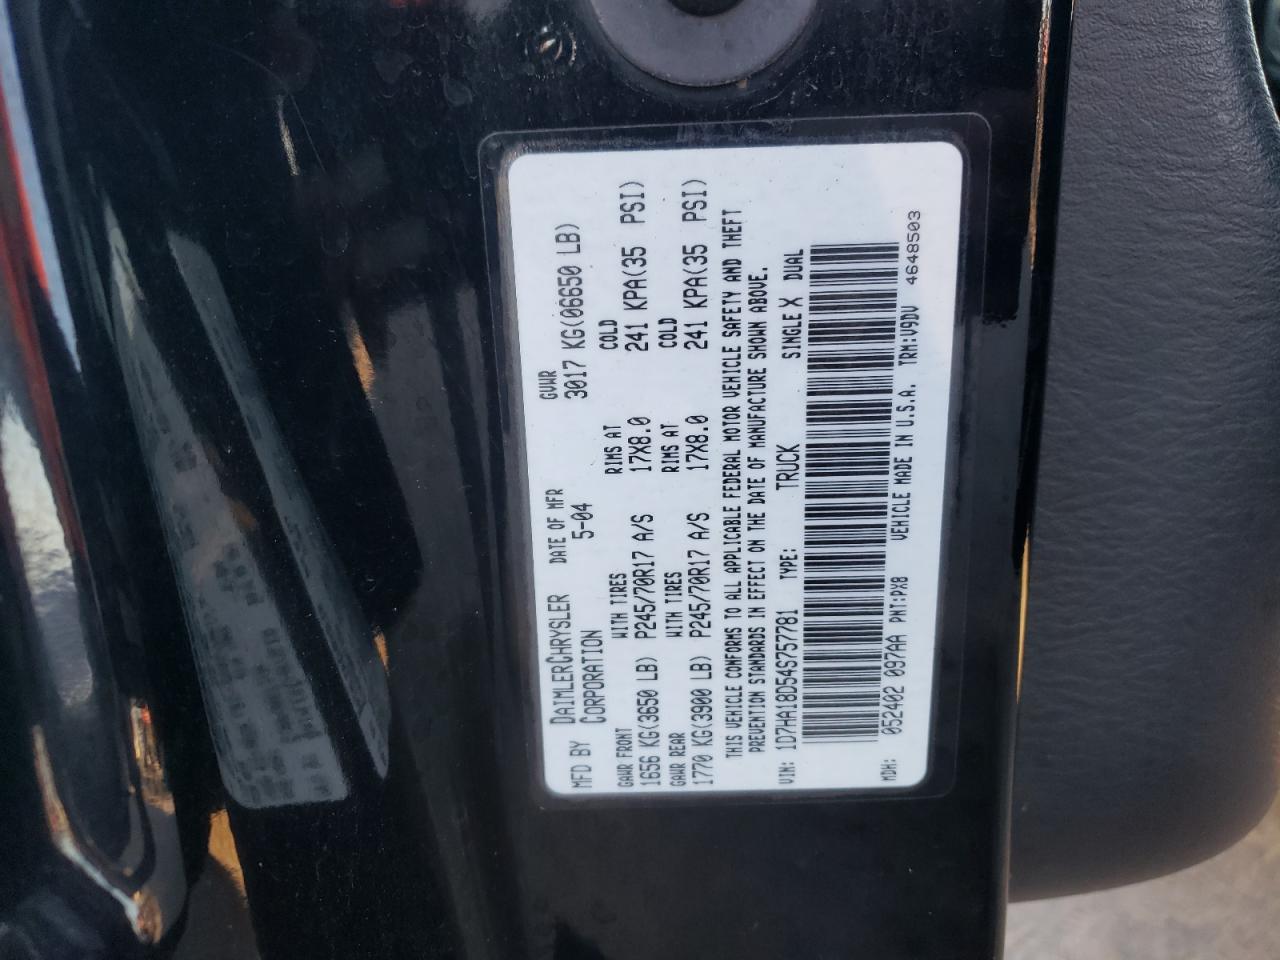 MFD BY DAIMLERCHRYSLER CORPORATION DATE OF MFR 5-04 GVWR 3017 KG(06650 LB)
GAWR FRONT WITH TIRES RIMS AT COLD
1656 KG(3650 LB) P245/70R17 A/S 17X8.0 241 KPA(35 PSI)
GAWR REAR WITH TIRES RIMS AT COLD
1770 KG(3900 LB) P245/70R17 A/S 17X8.0 241 KPA(35 PSI)
THIS VEHICLE CONFORMS TO ALL APPLICABLE FEDERAL MOTOR VEHICLE SAFETY AND THEFT
PREVENTION STANDARDS IN EFFECT ON THE DATE OF MANUFACTURE SHOWN ABOVE.
VIN: 1D7HA18D54S757781 TYPE: TRUCK SINGLE X DUAL
MDH: 052402 097AA PNT:PX8 VEHICLE MADE IN U.S.A. TRM:V9DV 4648503